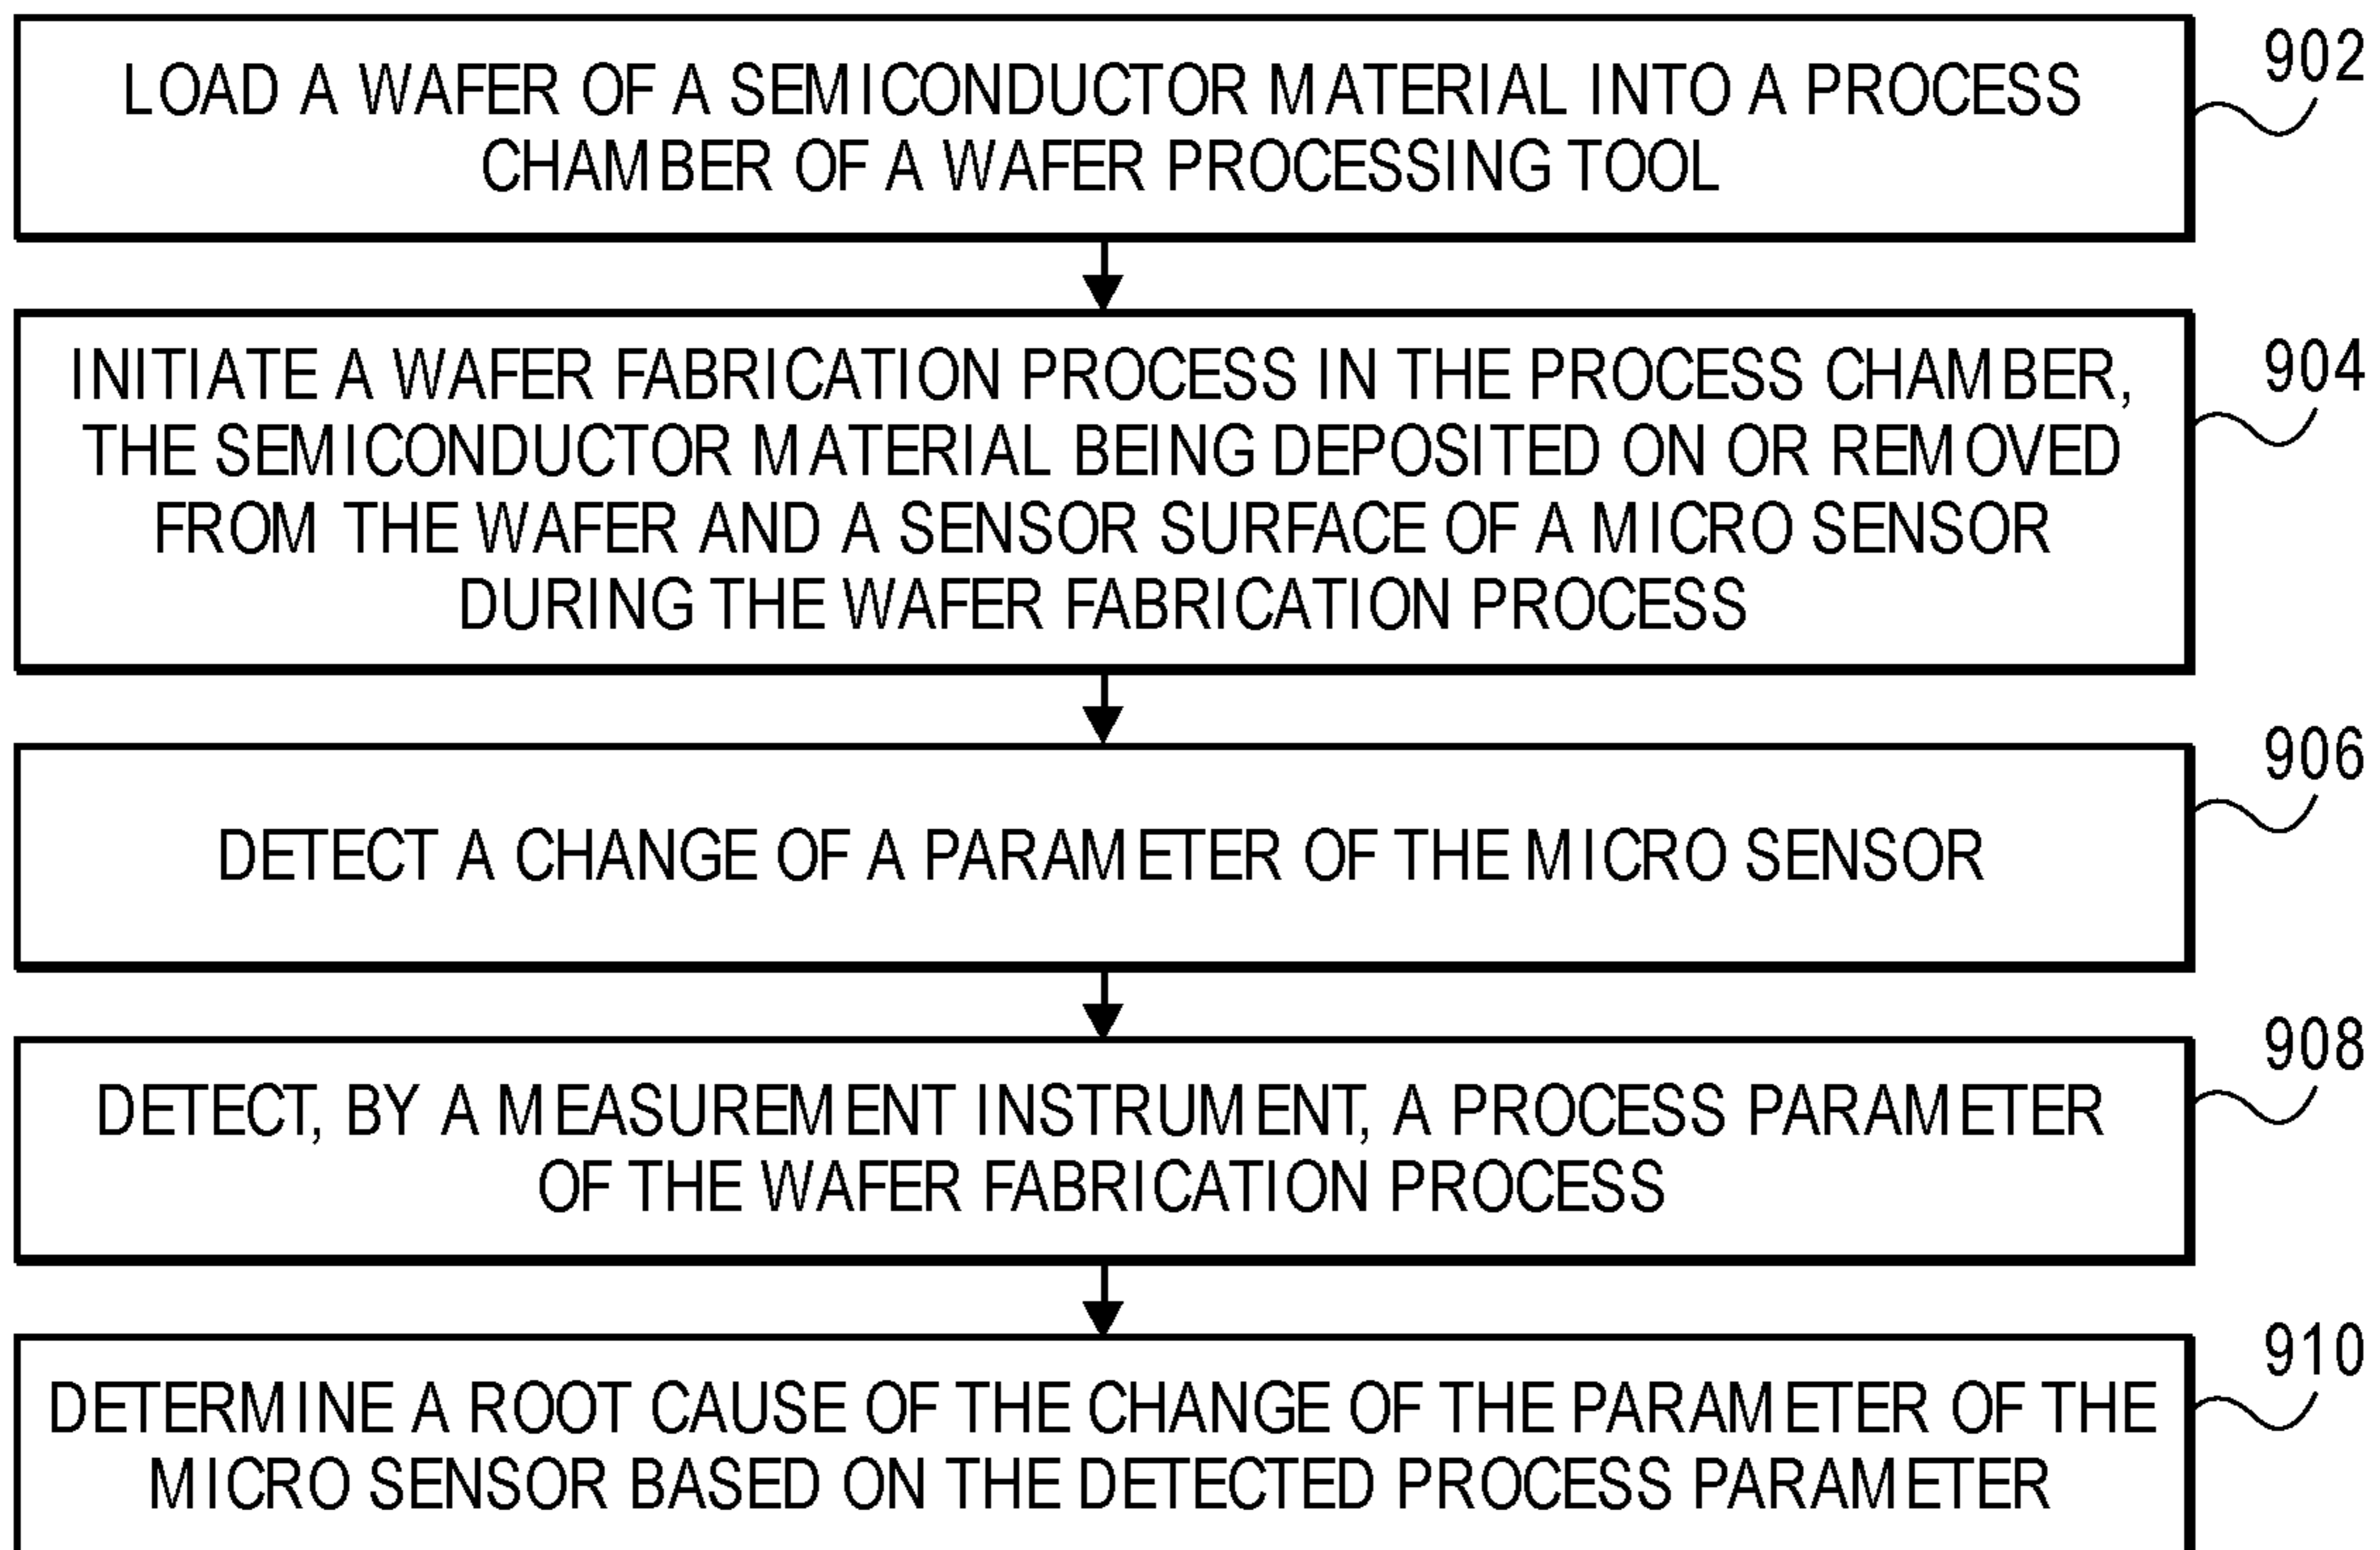 LOAD A WAFER OF A SEMICONDUCTOR MATERIAL INTO A PROCESS
CHAMBER OF A WAFER PROCESSING TOOL
902
INITIATE A WAFER FABRICATION PROCESS IN THE PROCESS CHAMBER,
THE SEMICONDUCTOR MATERIAL BEING DEPOSITED ON OR REMOVED
FROM THE WAFER AND A SENSOR SURFACE OF A MICRO SENSOR
DURING THE WAFER FABRICATION PROCESS
904
DETECT A CHANGE OF A PARAMETER OF THE MICRO SENSOR
906
DETECT, BY A MEASUREMENT INSTRUMENT, A PROCESS PARAMETER
OF THE WAFER FABRICATION PROCESS
908
DETERMINE A ROOT CAUSE OF THE CHANGE OF THE PARAMETER OF THE
MICRO SENSOR BASED ON THE DETECTED PROCESS PARAMETER
910